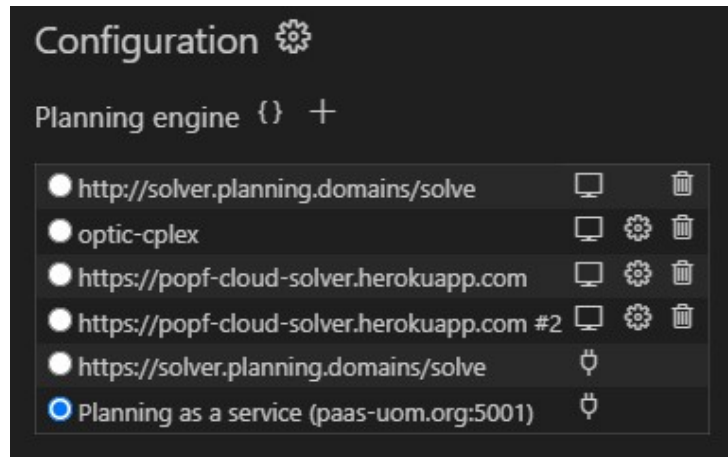 Configuration
Planning engine {} +
http://solver.planning.domains/solve
optic-cplex
https://popf-cloud-solver.herokuapp.com
https://popf-cloud-solver.herokuapp.com #2
https://solver.planning.domains/solve
Planning as a service (paas-uom.org:5001)